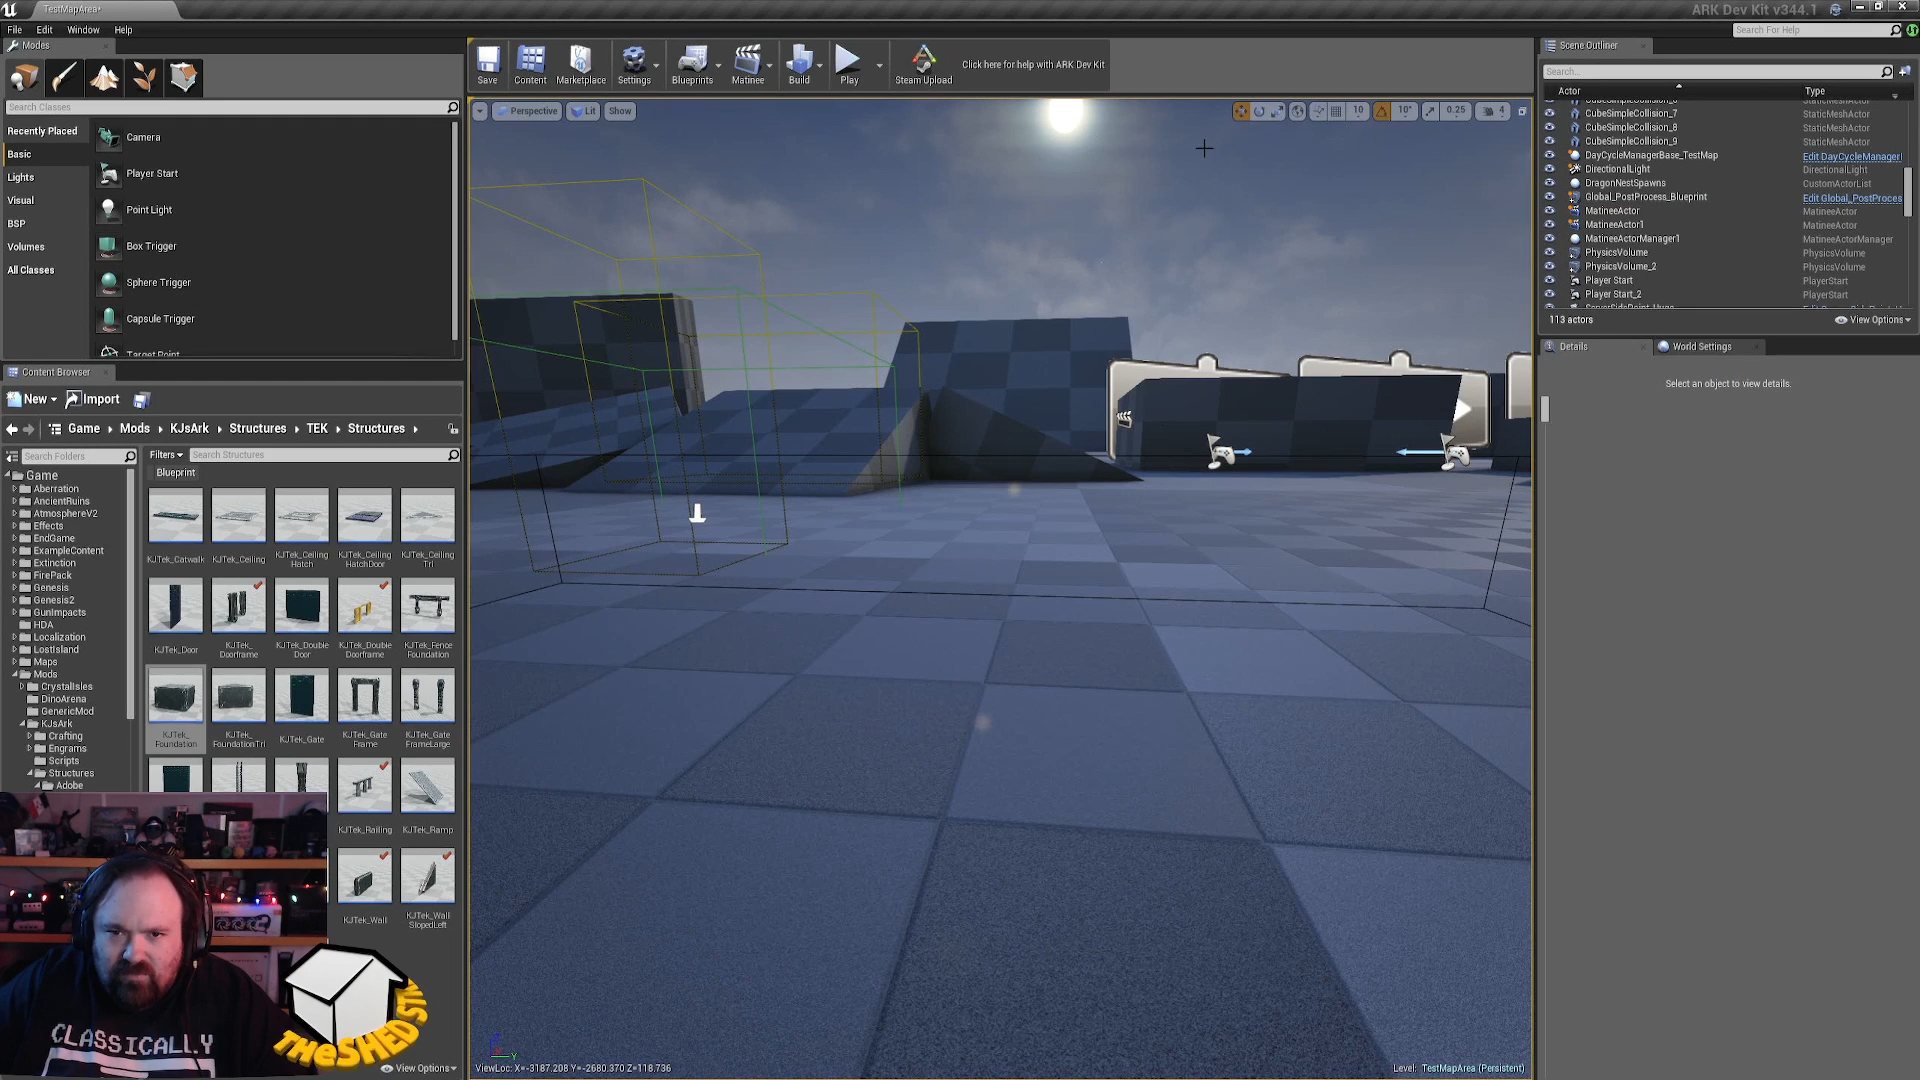 TestMapArea*
ARK Dev Kit v344.1
File Edit Window Help
Search For Help
Modes
Save
Content
Marketplace
Settings
Blueprints
Matinee
Build
Play
Steam Upload
Click here for help with ARK Dev Kit
Search Classes
Recently Placed
Basic
Lights
Visual
BSP
Volumes
All Classes
Camera
Player Start
Point Light
Box Trigger
Sphere Trigger
Capsule Trigger
Target Point
Perspective Lit Show
10 10° 0.25 4
Scene Outliner
Search...
Actor Type
CubeSimpleCollision_7 StaticMeshActor
CubeSimpleCollision_8 StaticMeshActor
CubeSimpleCollision_9 StaticMeshActor
DayCycleManagerBase_TestMap Edit DayCycleManager
DirectionalLight DirectionalLight
DragonNestSpawns CustomActorList
Global_PostProcess_Blueprint Edit Global_PostProces
MatineeActor MatineeActor
MatineeActor1 MatineeActor
MatineeActorManager1 MatineeActorManager
PhysicsVolume PhysicsVolume
PhysicsVolume_2 PhysicsVolume
Player Start PlayerStart
Player Start_2 PlayerStart
113 actors View Options
Details World Settings
Select an object to view details.
Content Browser
New Import
Game Mods KJsArk Structures TEK Structures
Search Folders
Filters Search Structures
Blueprint
Game
Aberration
AncientRuins
AtmosphereV2
Effects
EndGame
ExampleContent
Extinction
FirePack
Genesis
Genesis2
GunImpacts
HDA
Localization
LostIsland
Maps
Mods
CrystalIsles
DinoArena
GenericMod
KJsArk
Crafting
Engrams
Scripts
Structures
Adobe
KJTek_Catwalk
KJTek_Ceiling
KJTek_Ceiling
Hatch
KJTek_Ceiling
HatchDoor
KJTek_Ceiling
Tri
KJTek_Door
KJTek_
Doorframe
KJTek_Double
Door
KJTek_Double
Doorframe
KJTek_Fence
Foundation
KJTek_
Foundation
KJTek_
FoundationTri
KJTek_Gate
KJTek_Gate
Frame
KJTek_Gate
FrameLarge
KJTek_Railing
KJTek_Ramp
KJTek_Wall
KJTek_Wall
SlopedLeft
View Options
CLASSICALLY
THeSHED
ViewLoc: X=-3187.208 Y=-2680.370 Z=118.736
Level: TestMapArea (Persistent)